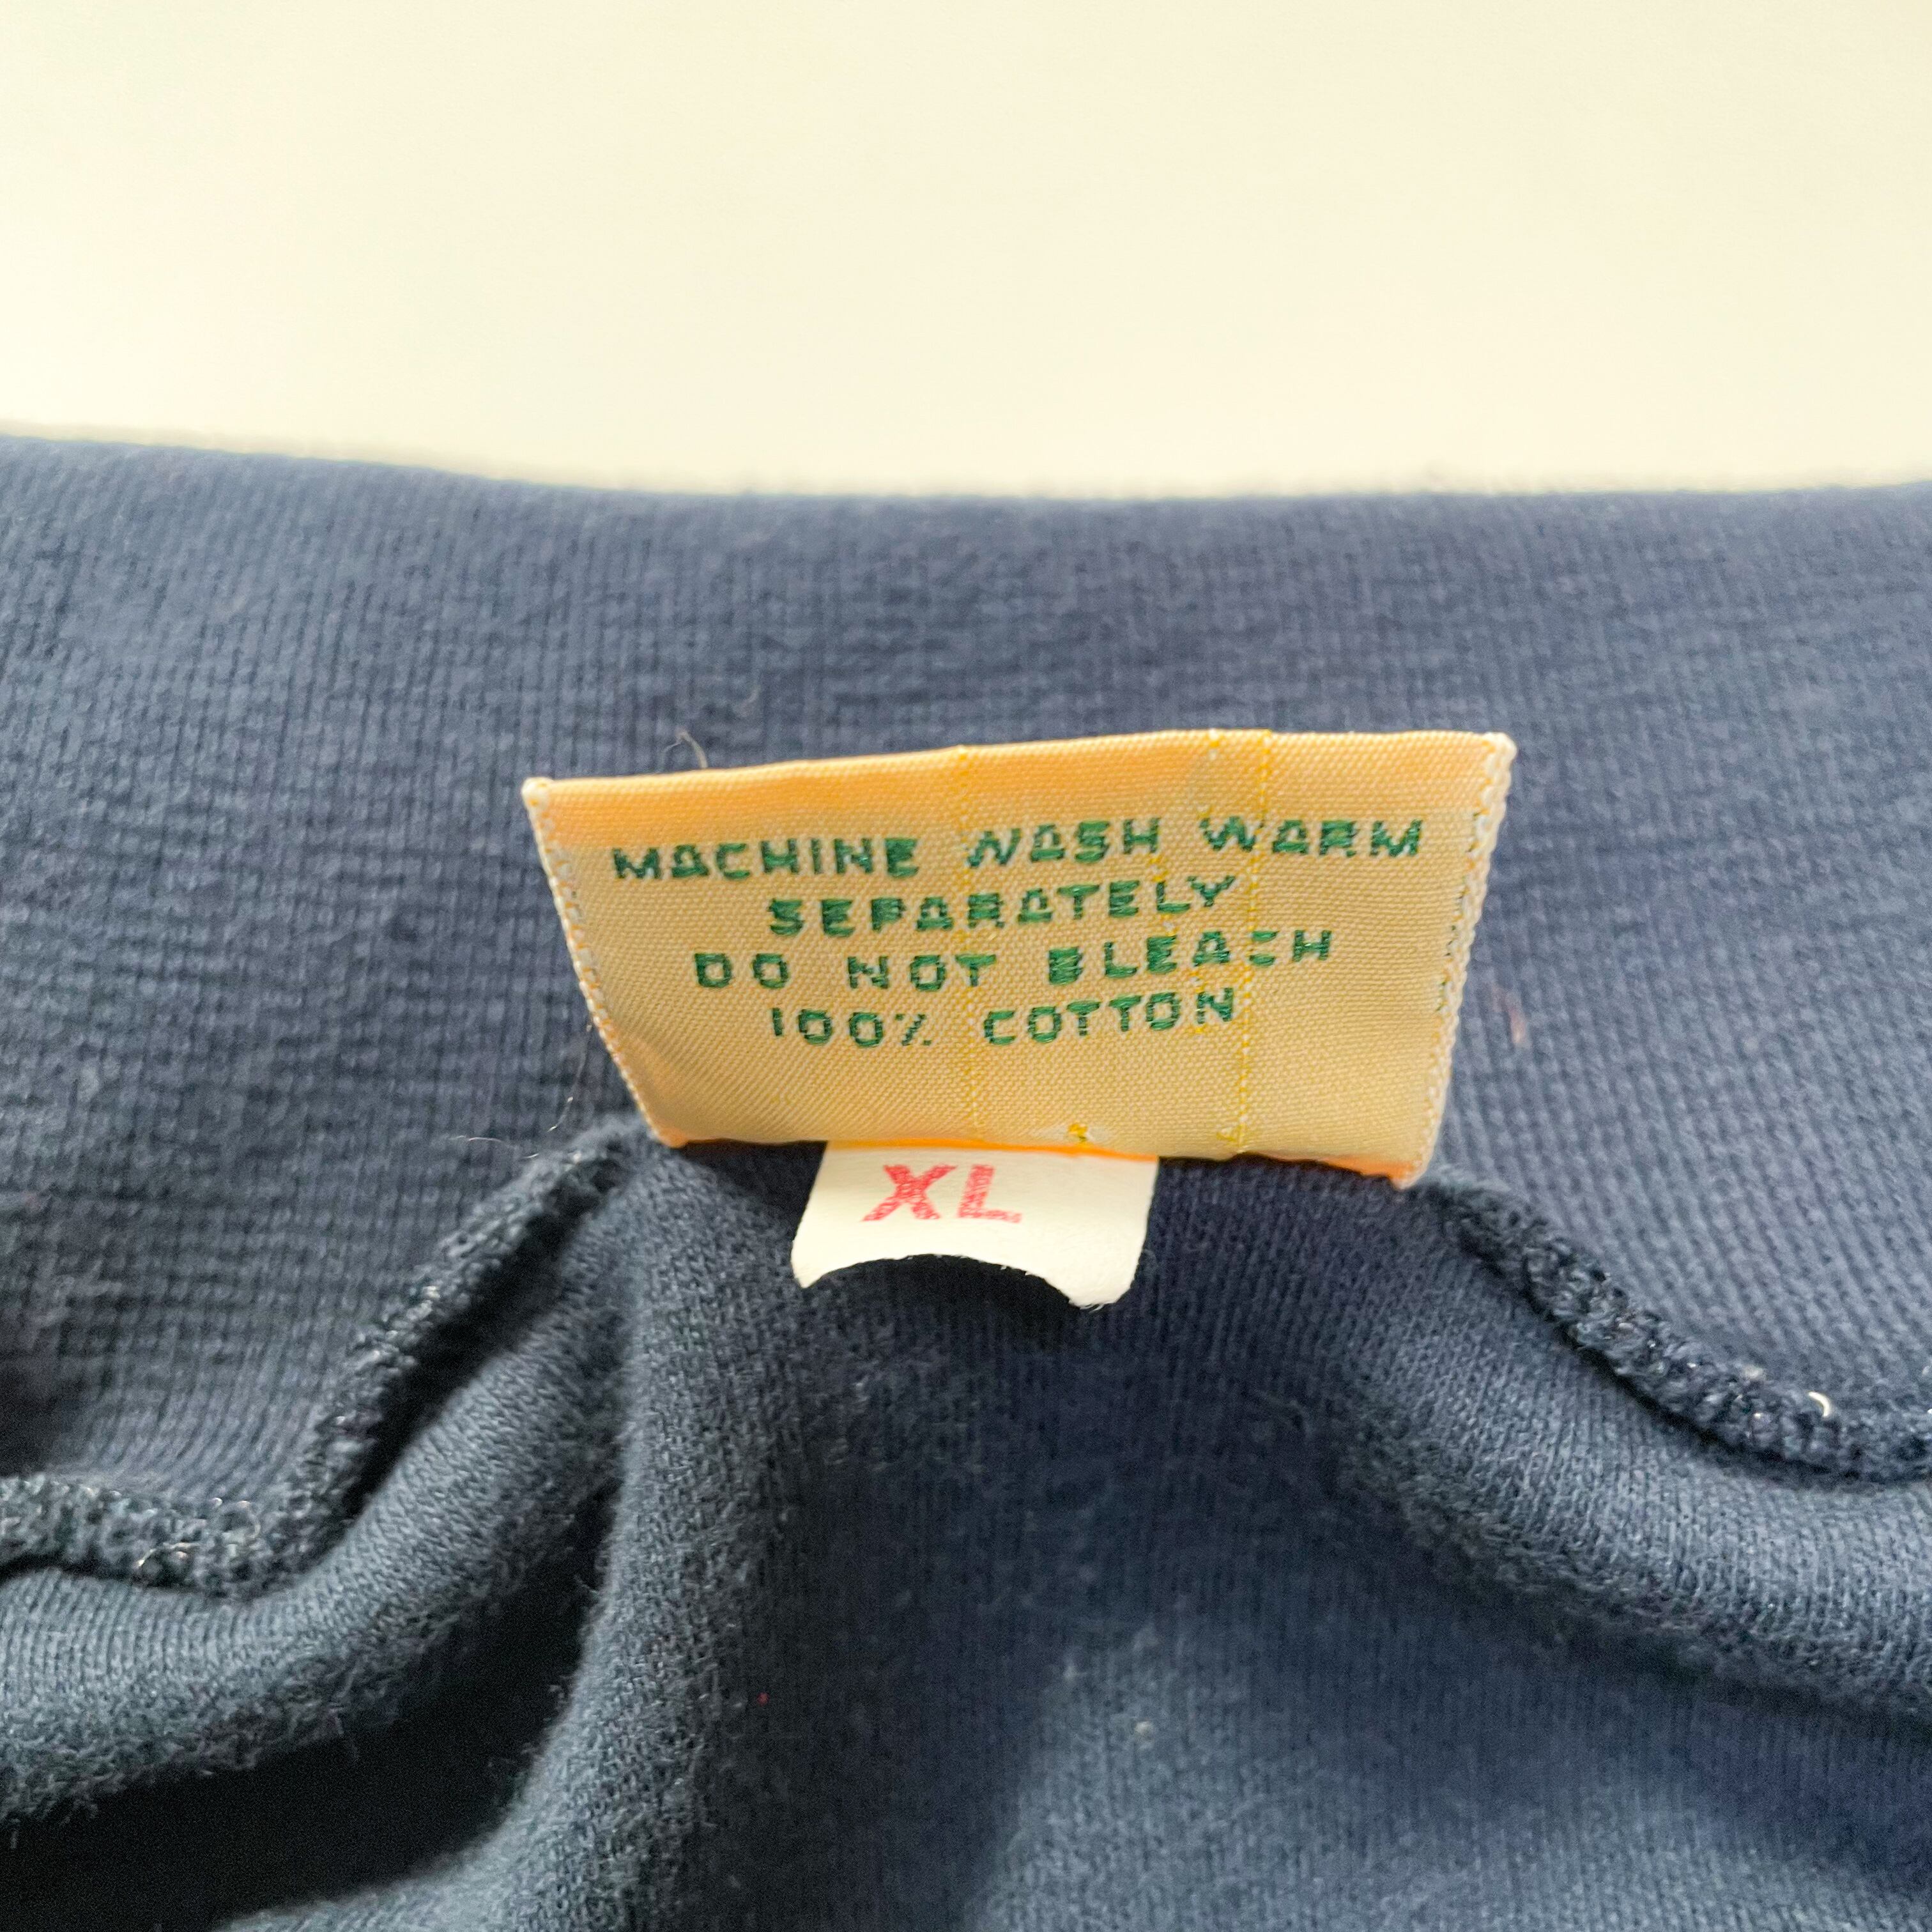 MACHINE WASH WARM
SEPARATELY
DO NOT BLEACH
100% COTTON
XL